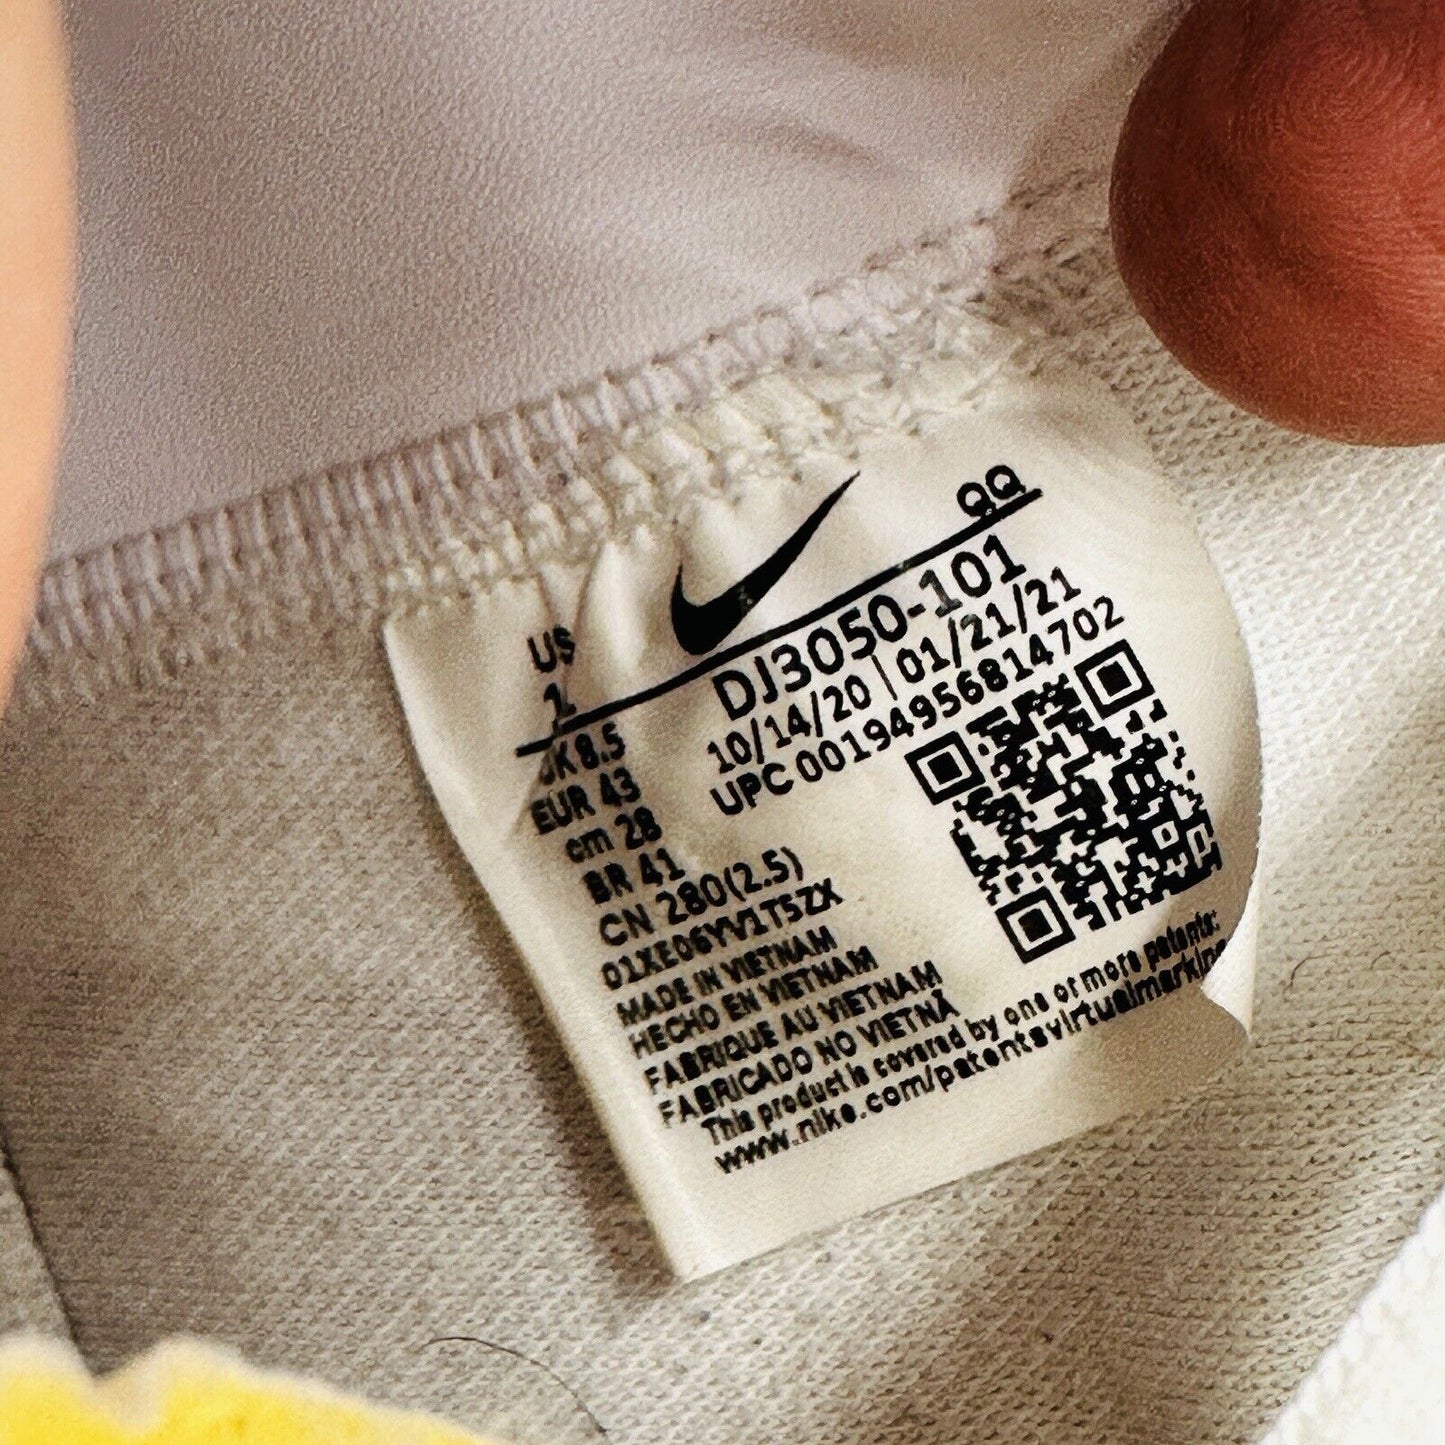 QQ
US
DJ3050-101
10/14/20 | 01/21/21
UPC 00194956814702
8.5
EUR 43
cm 28
BR 41
CN 280(2.5)
01XE06YV1T5ZX
MADE IN VIETNAM
HECHO EN VIETNAM
FABRIQUE AU VIETNAM
FABRICADO NO VIETNÃ
This product is covered by one or more patents:
www.nike.com/patentsvirtualmarking